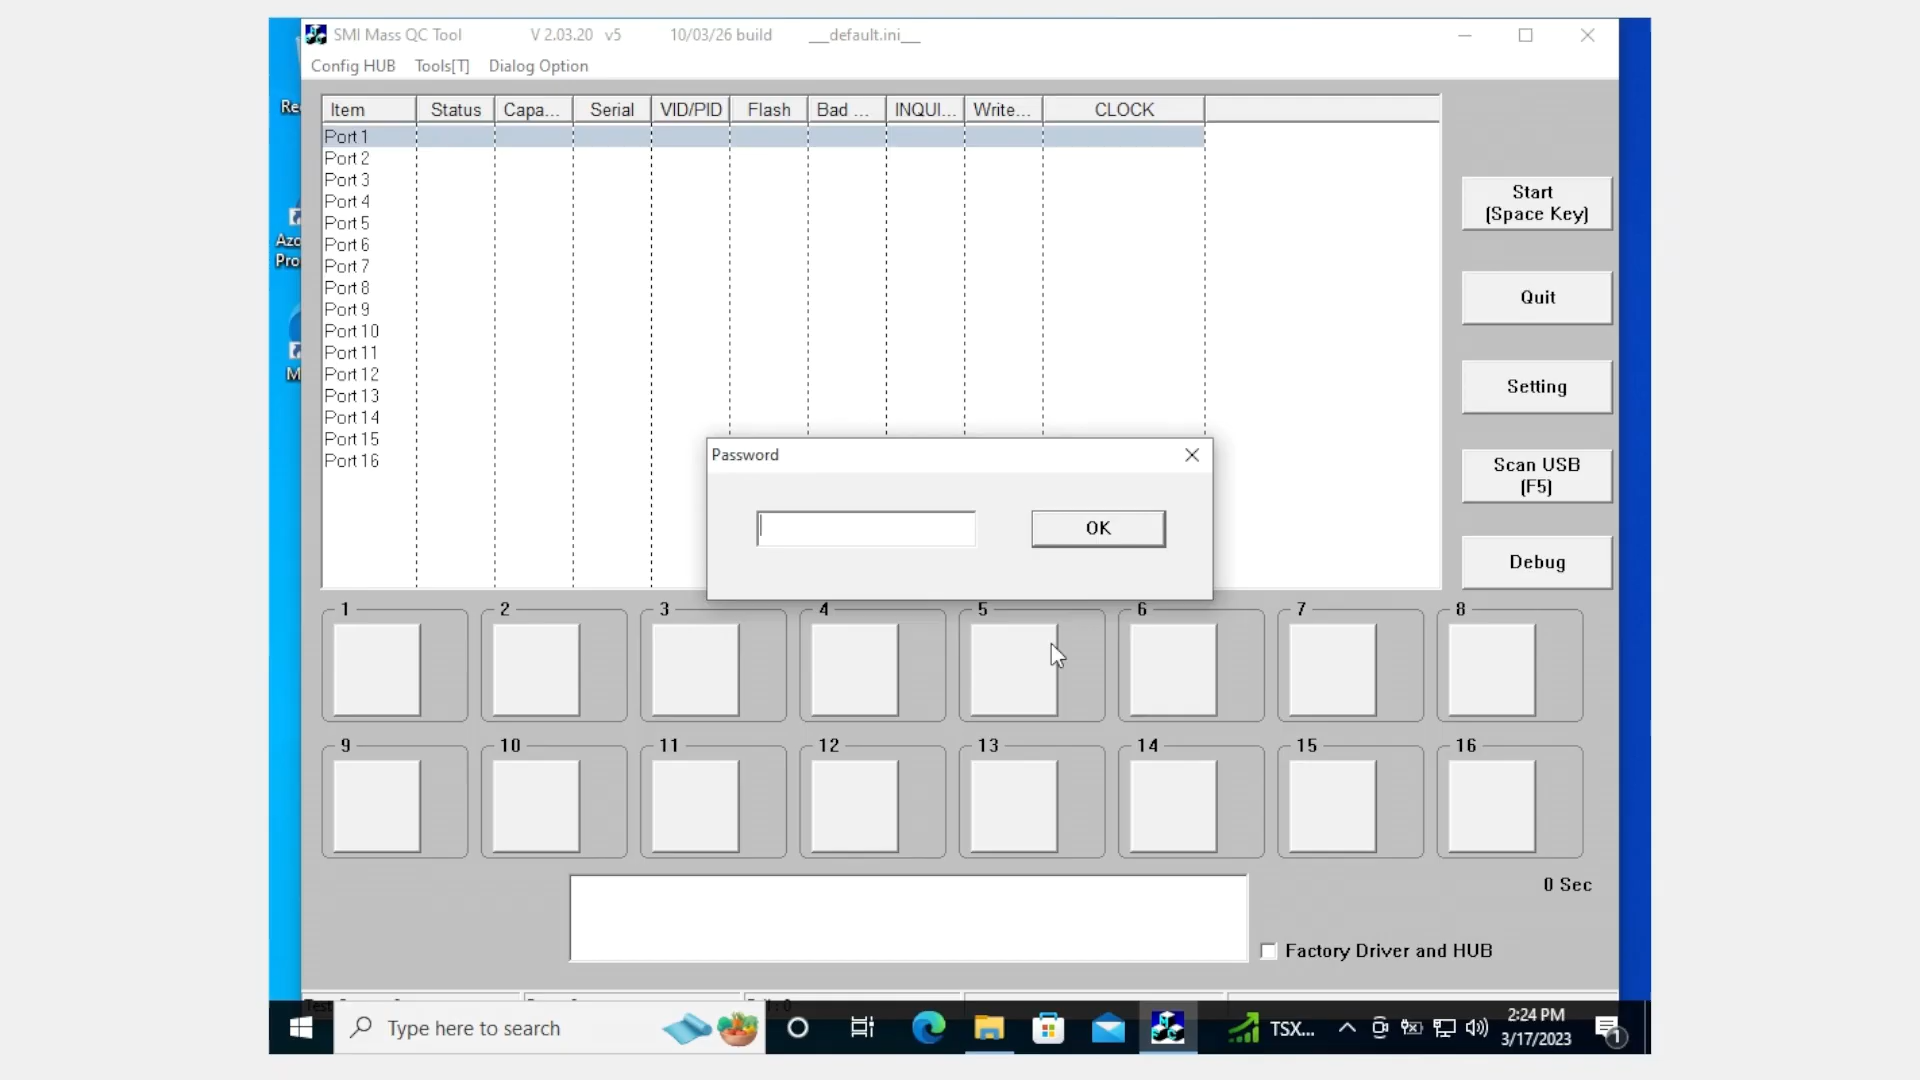 SMI Mass QC Tool V 2.03.20 v5 10/03/26 build __default.ini__
Config HUB Tools[T] Dialog Option
Item Status Capa... Serial VID/PID Flash Bad ... INQUI... Write... CLOCK
Port 1
Port 2
Port 3
Port 4
Port 5
Port 6
Port 7
Port 8
Port 9
Port 10
Port 11
Port 12
Port 13
Port 14
Port 15
Port 16
Start
(Space Key)
Quit
Setting
Scan USB
(F5)
Debug
Password
OK
1 2 3 4 5 6 7 8
9 10 11 12 13 14 15 16
0 Sec
Factory Driver and HUB
Re
Azo
Pro
M
Type here to search
TSX...
2:24 PM
3/17/2023
1